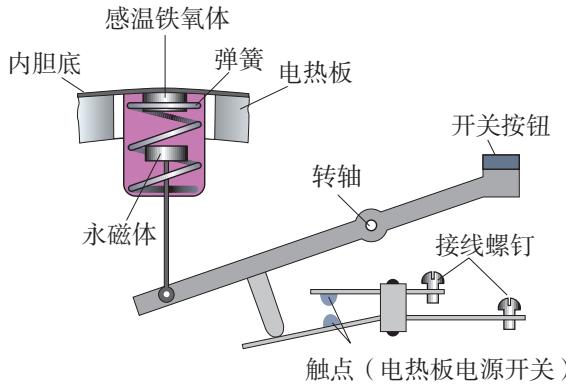 感温铁氧体
内胆底
弹簧
电热板
开关按钮
转轴
永磁体
接线螺钉
触点（电热板电源开关）